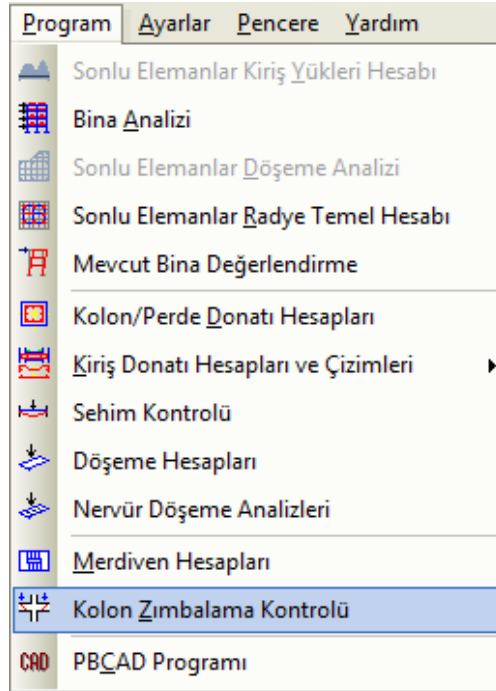 Program Ayarlar Pencere Yardım
Sonlu Elemanlar Kiriş Yükleri Hesabı
Bina Analizi
Sonlu Elemanlar Döşeme Analizi
Sonlu Elemanlar Radye Temel Hesabı
Mevcut Bina Değerlendirme
Kolon/Perde Donatı Hesapları
Kiriş Donatı Hesapları ve Çizimleri
Sehim Kontrolü
Döşeme Hesapları
Nervür Döşeme Analizleri
Merdiven Hesapları
Kolon Zımbalama Kontrolü
CAD PBCAD Programı